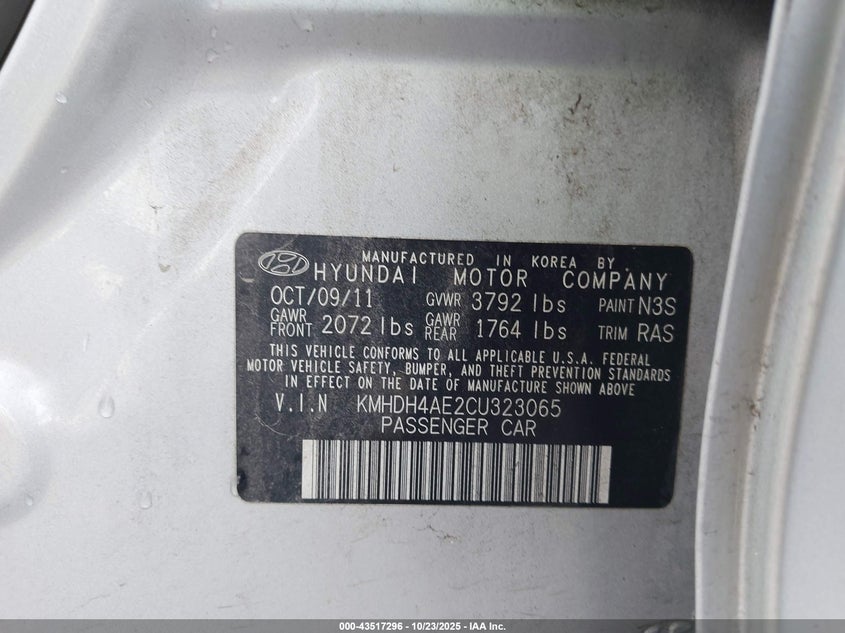 MANUFACTURED IN KOREA BY
HYUNDAI MOTOR COMPANY
OCT/09/11 GVWR 3792 lbs PAINT N3S
GAWR FRONT 2072 lbs GAWR REAR 1764 lbs TRIM RAS
THIS VEHICLE CONFORMS TO ALL APPLICABLE U.S.A. FEDERAL
MOTOR VEHICLE SAFETY, BUMPER, AND THEFT PREVENTION STANDARDS
IN EFFECT ON THE DATE OF MANUFACTURE SHOWN ABOVE
V.I.N KMHDH4AE2CU323065
PASSENGER CAR
000-43517296 - 10/23/2025 - IAA Inc.